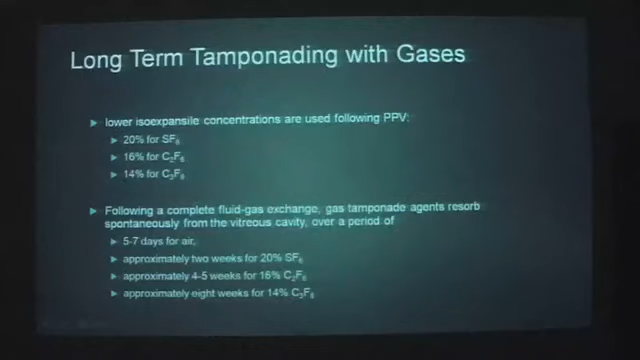 Long Term Tamponading with Gases
lower isoexpansile concentrations are used following PPV:
20% for SF₆
16% for C₂F₆
14% for C₃F₈
Following a complete fluid-gas exchange, gas tamponade agents resorb
spontaneously from the vitreous cavity, over a period of
5-7 days for air,
approximately two weeks for 20% SF₆
approximately 4-5 weeks for 16% C₂F₆
approximately eight weeks for 14% C₃F₈